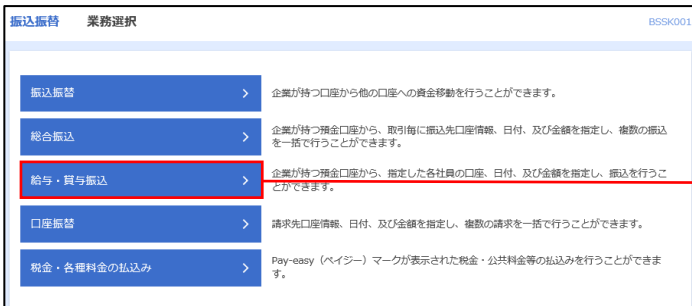 振込振替 業務選択 BSSK001
振込振替 企業が持つ口座から他の口座への資金移動を行うことができます。
総合振込 企業が持つ預金口座から、取引毎に振込先口座情報、日付、及び金額を指定し、複数の振込
を一括で行うことができます。
給与・賞与振込 企業が持つ預金口座から、指定した各社員の口座、日付、及び金額を指定し、振込を行うこ
とができます。
口座振替 請求先口座情報、日付、及び金額を指定し、複数の請求を一括で行うことができます。
税金・各種料金の払込み Pay-easy（ペイジー）マークが表示された税金・公共料金等の払込みを行うことができま
す。